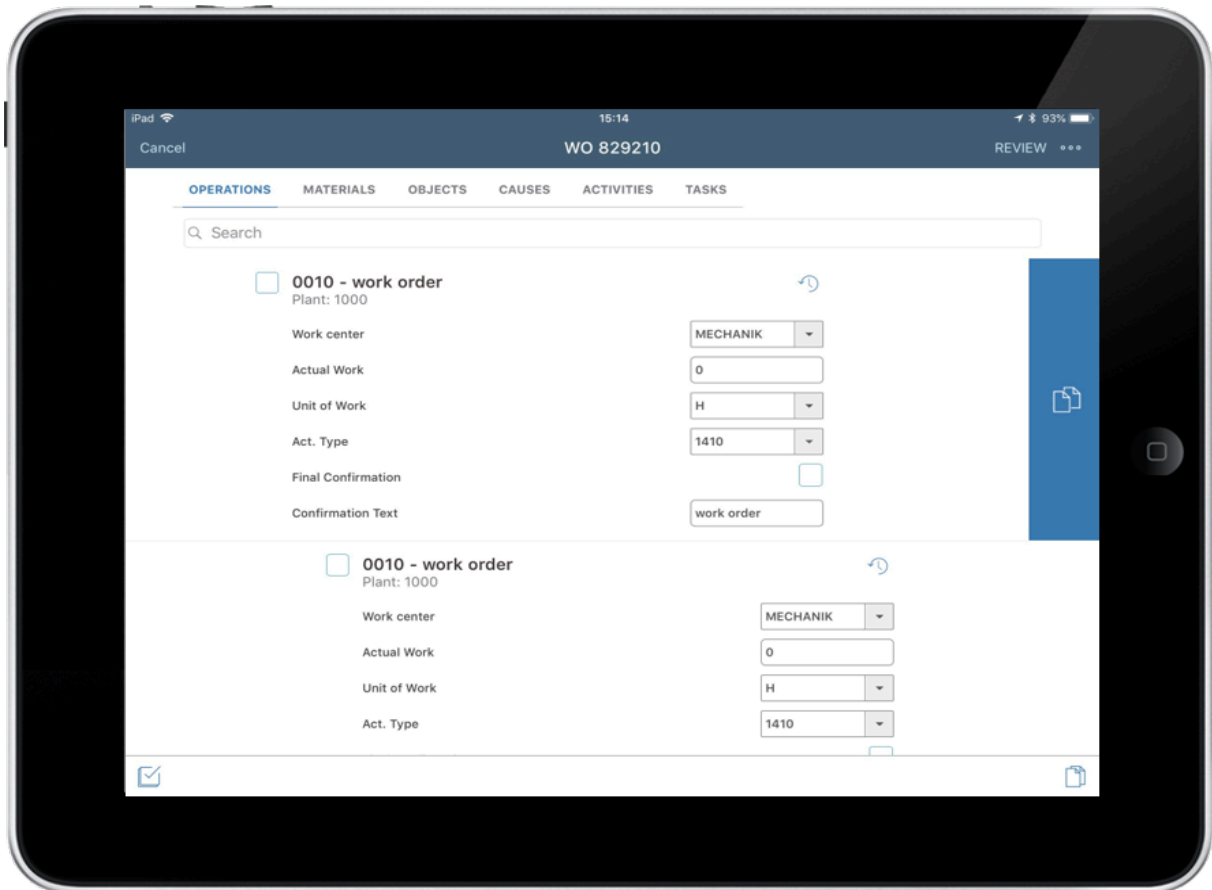 iPad 15:14 93%
Cancel WO 829210 REVIEW
OPERATIONS MATERIALS OBJECTS CAUSES ACTIVITIES TASKS
Search
0010 - work order
Plant: 1000
Work center MECHANIK
Actual Work 0
Unit of Work H
Act. Type 1410
Final Confirmation
Confirmation Text work order
0010 - work order
Plant: 1000
Work center MECHANIK
Actual Work 0
Unit of Work H
Act. Type 1410